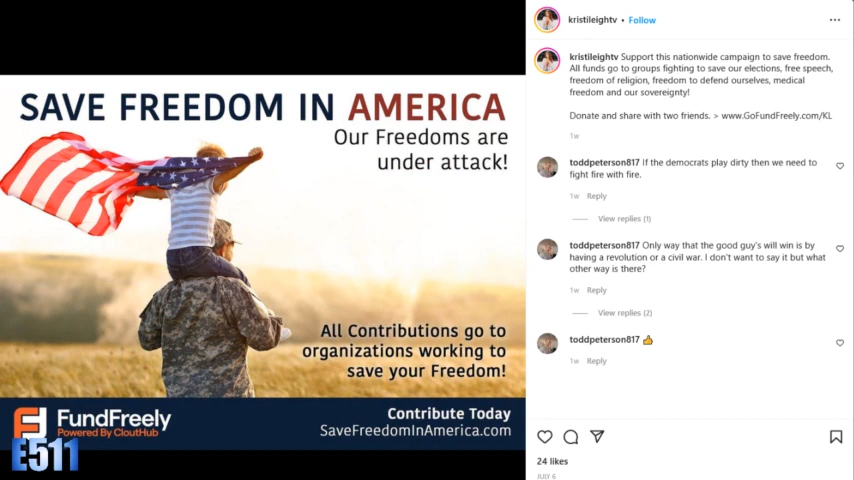 SAVE FREEDOM IN AMERICA
Our Freedoms are
under attack!
All Contributions go to
organizations working to
save your Freedom!
FundFreely
Powered By CloutHub
Contribute Today
SaveFreedomInAmerica.com
E511
kristileightv • Follow
kristileightv Support this nationwide campaign to save freedom.
All funds go to groups fighting to save our elections, free speech,
freedom of religion, freedom to defend ourselves, medical
freedom and our sovereignty!
Donate and share with two friends. > www.GoFundFreely.com/KL
1w
toddpeterson817 If the democrats play dirty then we need to
fight fire with fire.
1w Reply
View replies (1)
toddpeterson817 Only way that the good guy's will win is by
having a revolution or a civil war. I don't want to say it but what
other way is there?
1w Reply
View replies (2)
toddpeterson817 👍
1w Reply
24 likes
JULY 6